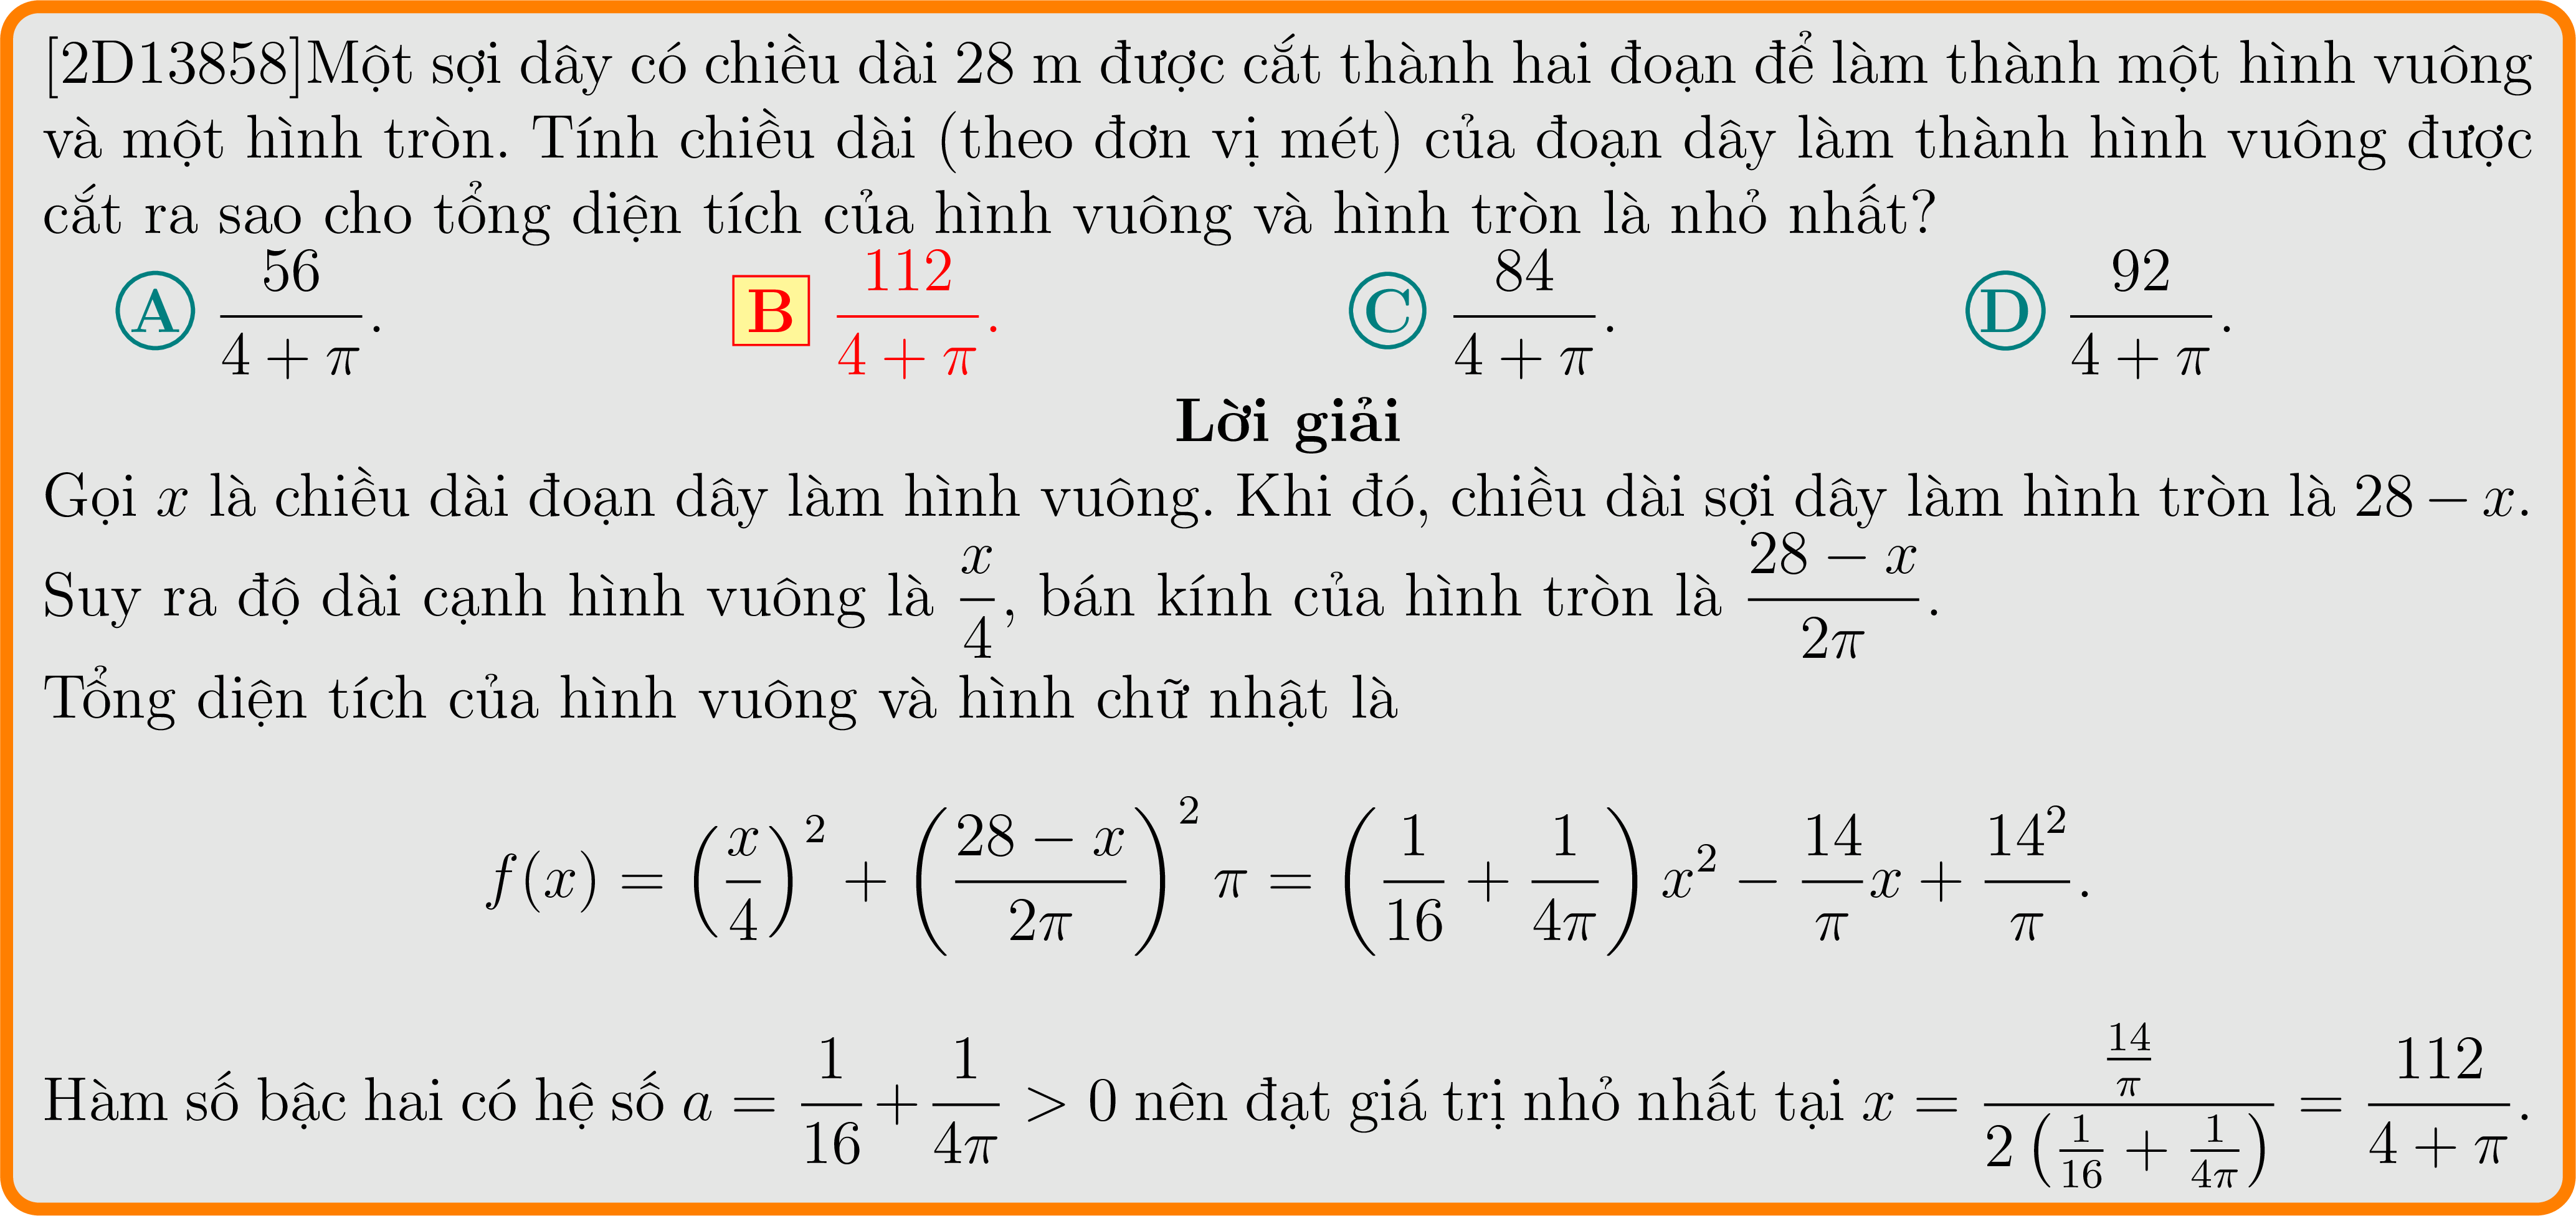 [2D13858]Một sợi dây có chiều dài 28 m được cắt thành hai đoạn để làm thành một hình vuông
và một hình tròn. Tính chiều dài (theo đơn vị mét) của đoạn dây làm thành hình vuông được
cắt ra sao cho tổng diện tích của hình vuông và hình tròn là nhỏ nhất?
A $\frac{56}{4+\pi}$. B $\frac{112}{4+\pi}$. C $\frac{84}{4+\pi}$. D $\frac{92}{4+\pi}$.
Lời giải
Gọi $x$ là chiều dài đoạn dây làm hình vuông. Khi đó, chiều dài sợi dây làm hình tròn là $28-x$.
Suy ra độ dài cạnh hình vuông là $\frac{x}{4}$, bán kính của hình tròn là $\frac{28-x}{2\pi}$.
Tổng diện tích của hình vuông và hình chữ nhật là
$f(x) = \left(\frac{x}{4}\right)^2 + \left(\frac{28-x}{2\pi}\right)^2 \pi = \left(\frac{1}{16} + \frac{1}{4\pi}\right) x^2 - \frac{14}{\pi}x + \frac{14^2}{\pi}$.
Hàm số bậc hai có hệ số $a = \frac{1}{16} + \frac{1}{4\pi} > 0$ nên đạt giá trị nhỏ nhất tại $x = \frac{\frac{14}{\pi}}{2\left(\frac{1}{16} + \frac{1}{4\pi}\right)} = \frac{112}{4+\pi}$.